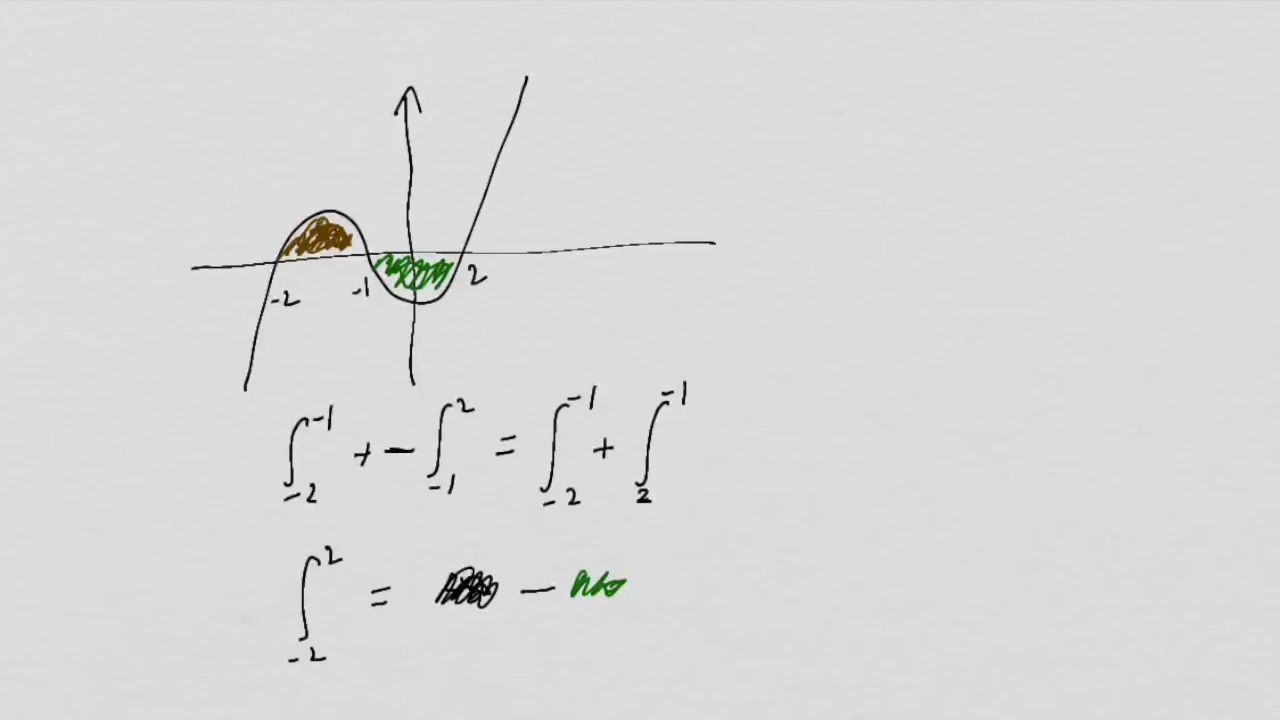 -2 -1 2
∫_{-2}^{-1} + - ∫_{-1}^{2} = ∫_{-2}^{-1} + ∫_{2}^{-1}
∫_{-2}^{2} = -